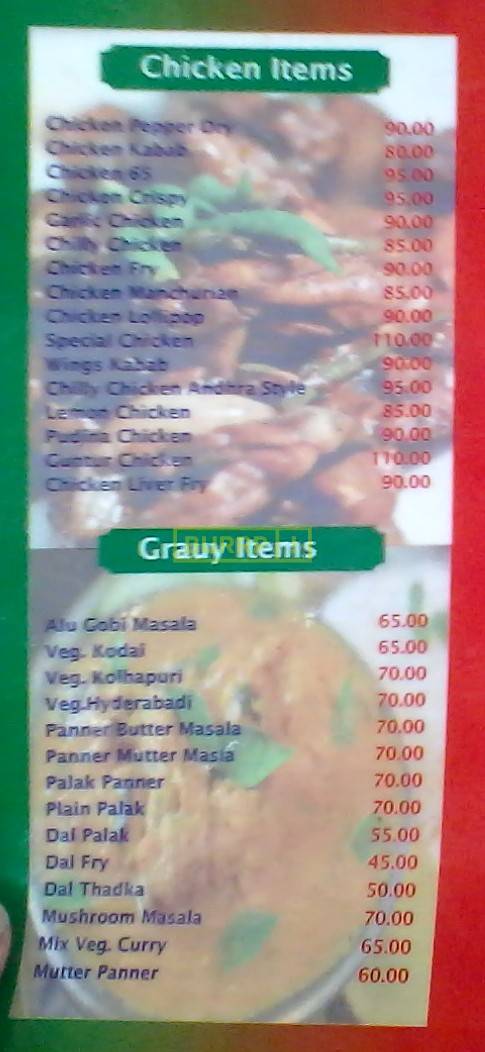 Chicken Items
Chicken Pepper Dry 90.00
Chicken Kabab 80.00
Chicken 65 95.00
Chicken Crispy 95.00
Garlic Chicken 90.00
Chilly Chicken 85.00
Chicken Fry 90.00
Chicken Manchurian 85.00
Chicken Lollipop 90.00
Special Chicken 110.00
Wings Kabab 90.00
Chilly Chicken Andhra Style 95.00
Lemon Chicken 85.00
Pudina Chicken 90.00
Guntur Chicken 110.00
Chicken Liver Fry 90.00
Grauy Items
Alu Gobi Masala 65.00
Veg. Kodai 65.00
Veg. Kolhapuri 70.00
Veg.Hyderabadi 70.00
Panner Butter Masala 70.00
Panner Mutter Masla 70.00
Palak Panner 70.00
Plain Palak 70.00
Dal Palak 55.00
Dal Fry 45.00
Dal Thadka 50.00
Mushroom Masala 70.00
Mix Veg. Curry 65.00
Mutter Panner 60.00